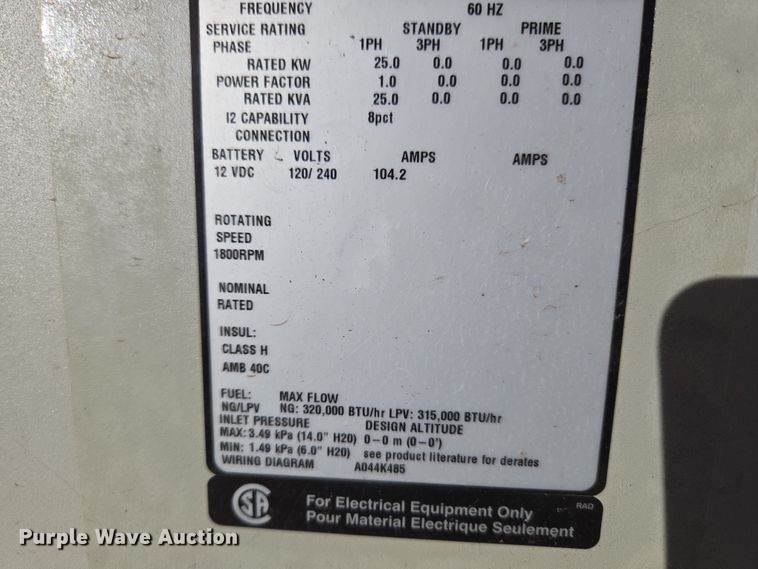 FREQUENCY 60 HZ
SERVICE RATING STANDBY PRIME
PHASE 1PH 3PH 1PH 3PH
RATED KW 25.0 0.0 0.0 0.0
POWER FACTOR 1.0 0.0 0.0 0.0
RATED KVA 25.0 0.0 0.0 0.0
I2 CAPABILITY 8pct
CONNECTION
BATTERY VOLTS AMPS AMPS
12 VDC 120/ 240 104.2
ROTATING
SPEED
1800RPM
NOMINAL
RATED
INSUL:
CLASS H
AMB 40C
FUEL: MAX FLOW
NG/LPV NG: 320,000 BTU/hr LPV: 315,000 BTU/hr
INLET PRESSURE DESIGN ALTITUDE
MAX: 3.49 kPa (14.0" H2O) 0-0 m (0-0')
MIN: 1.49 kPa (6.0" H2O) see product literature for derates
WIRING DIAGRAM A044K485
SA
For Electrical Equipment Only RAD
Pour Material Electrique Seulement
Purple Wave Auction